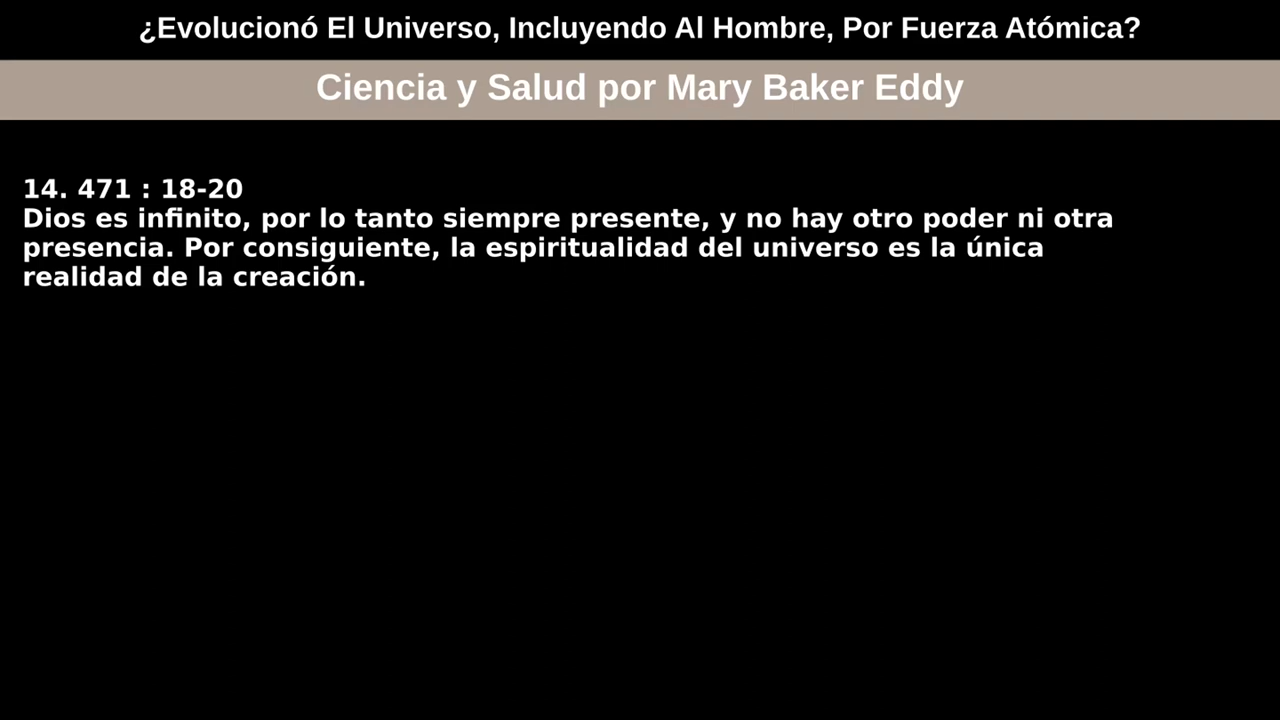 ¿Evolucionó El Universo, Incluyendo Al Hombre, Por Fuerza Atómica?
Ciencia y Salud por Mary Baker Eddy
14. 471 : 18-20
Dios es infinito, por lo tanto siempre presente, y no hay otro poder ni otra
presencia. Por consiguiente, la espiritualidad del universo es la única
realidad de la creación.